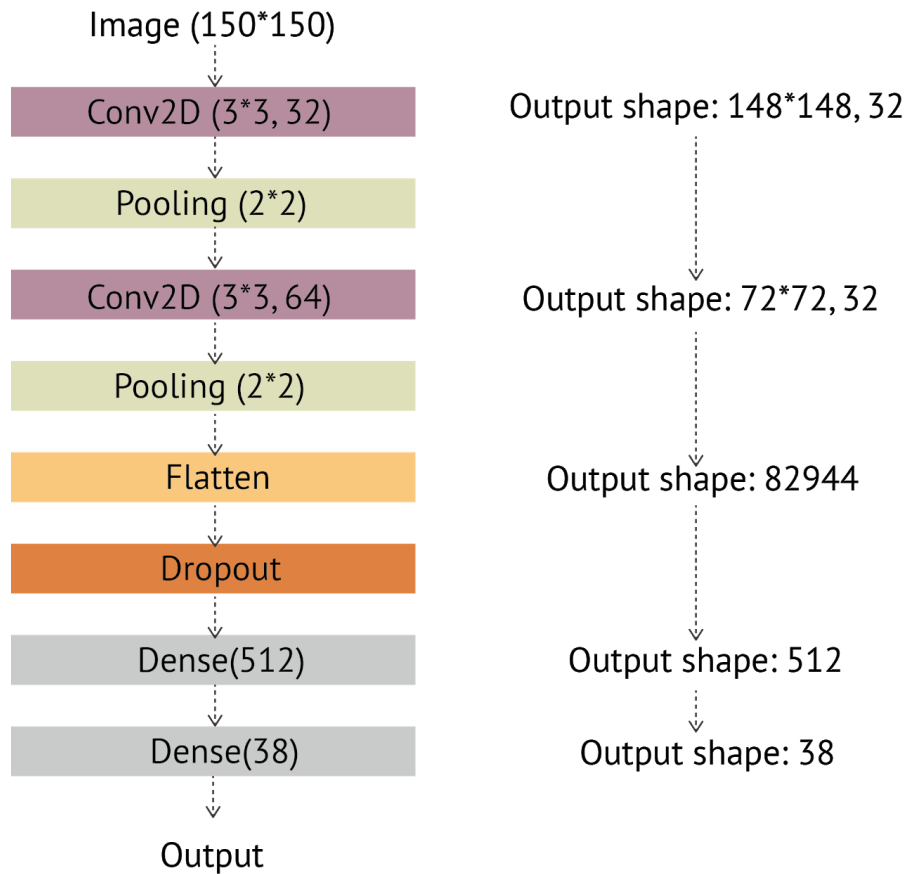 Image (150*150)
Conv2D (3*3, 32)
Output shape: 148*148, 32
Pooling (2*2)
Conv2D (3*3, 64)
Output shape: 72*72, 32
Pooling (2*2)
Flatten
Output shape: 82944
Dropout
Dense(512)
Output shape: 512
Dense(38)
Output shape: 38
Output